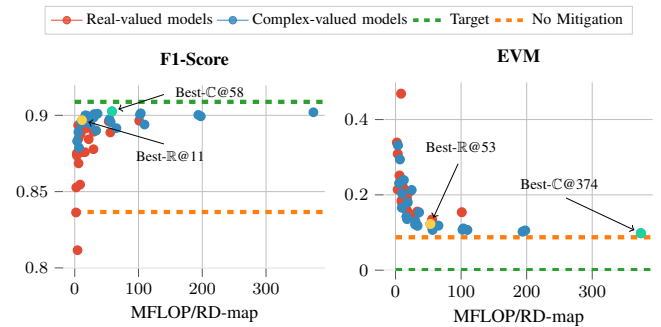 Real-valued models Complex-valued models Target No Mitigation
F1-Score
0.9
0.85
0.8
0 100 200 300
MFLOP/RD-map
Best-ℂ@58
Best-ℝ@11
EVM
0.4
0.2
0
0 100 200 300
MFLOP/RD-map
Best-ℝ@53
Best-ℂ@374